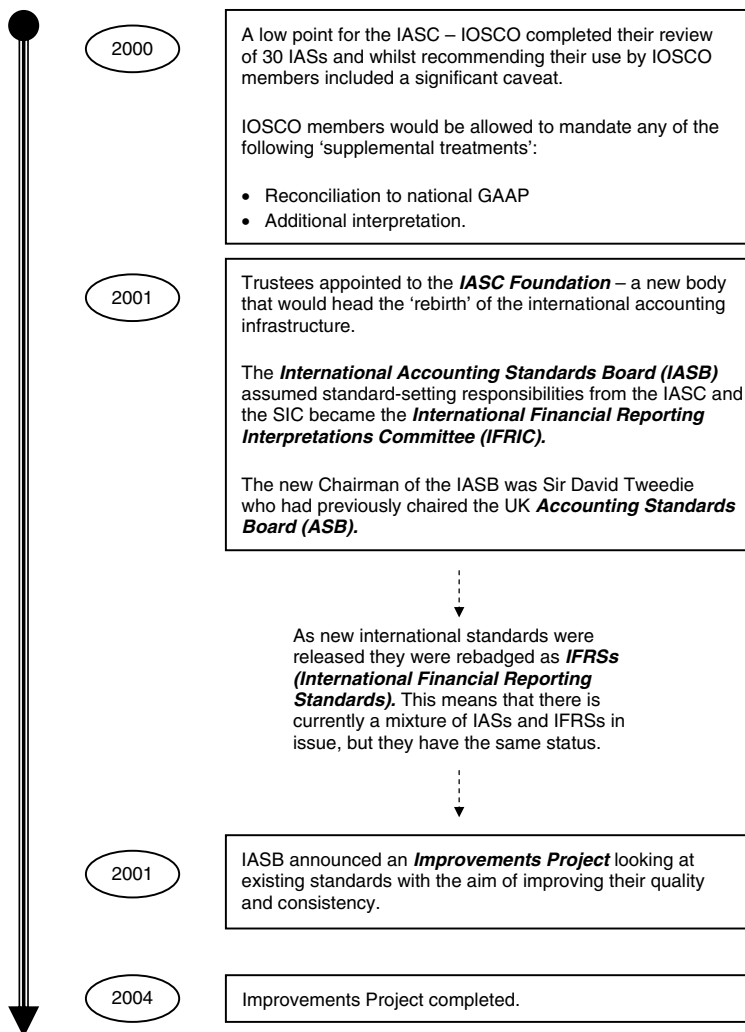 2000
A low point for the IASC – IOSCO completed their review
of 30 IASs and whilst recommending their use by IOSCO
members included a significant caveat.
IOSCO members would be allowed to mandate any of the
following ‘supplemental treatments’:
• Reconciliation to national GAAP
• Additional interpretation.
2001
Trustees appointed to the IASC Foundation – a new body
that would head the ‘rebirth’ of the international accounting
infrastructure.
The International Accounting Standards Board (IASB)
assumed standard-setting responsibilities from the IASC and
the SIC became the International Financial Reporting
Interpretations Committee (IFRIC).
The new Chairman of the IASB was Sir David Tweedie
who had previously chaired the UK Accounting Standards
Board (ASB).
As new international standards were
released they were rebadged as IFRSs
(International Financial Reporting
Standards). This means that there is
currently a mixture of IASs and IFRSs in
issue, but they have the same status.
2001
IASB announced an Improvements Project looking at
existing standards with the aim of improving their quality
and consistency.
2004
Improvements Project completed.